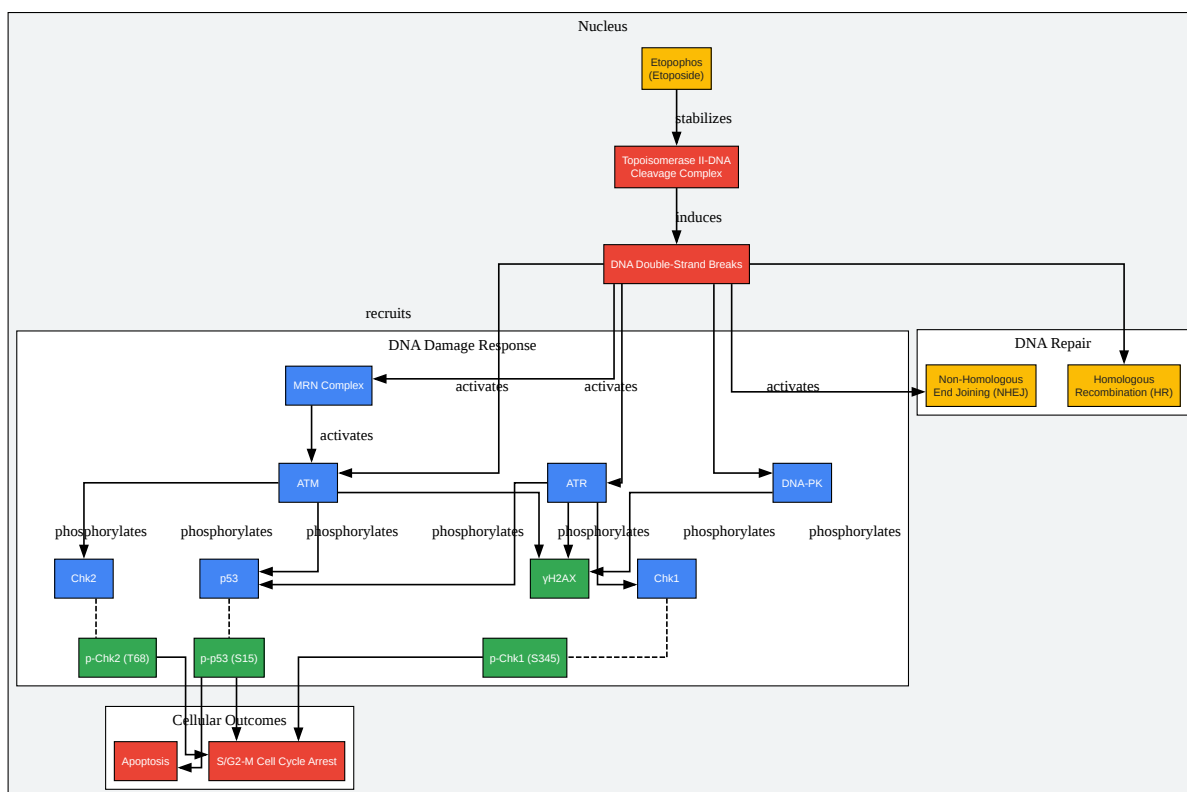 Nucleus
Etopophos
(Etoposide)
stabilizes
Topoisomerase II-DNA
Cleavage Complex
induces
DNA Double-Strand Breaks
recruits
DNA Damage Response
DNA Repair
MRN Complex
activates
activates
activates
Non-Homologous
End Joining (NHEJ)
Homologous
Recombination (HR)
activates
ATM
ATR
DNA-PK
phosphorylates
phosphorylates
phosphorylates
phosphorylates
phosphorylates
phosphorylates
phosphorylates
Chk2
p53
γH2AX
Chk1
p-Chk2 (T68)
p-p53 (S15)
p-Chk1 (S345)
Cellular Outcomes
Apoptosis
S/G2-M Cell Cycle Arrest